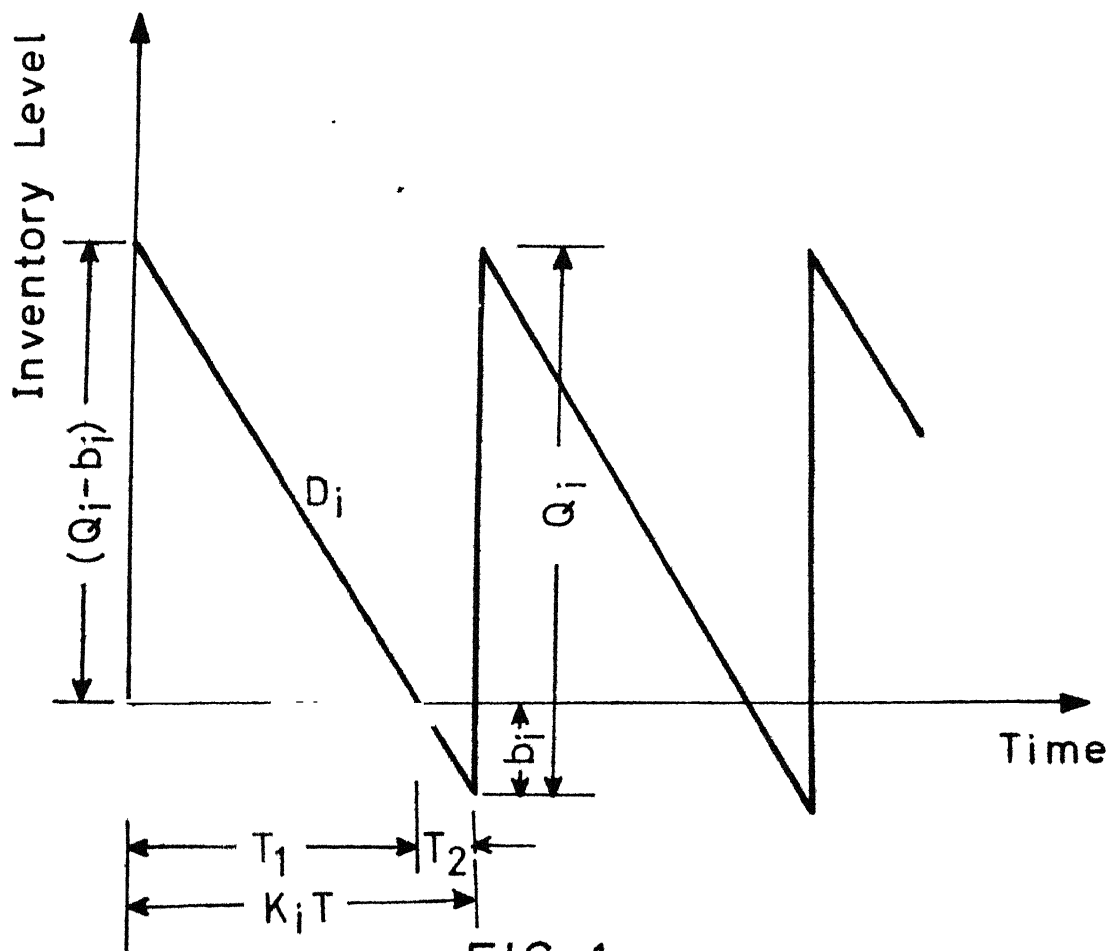 Inventory Level
(Qi-bi)
Di
Qi
bi
Time
T1
T2
KiT
FIG. 1